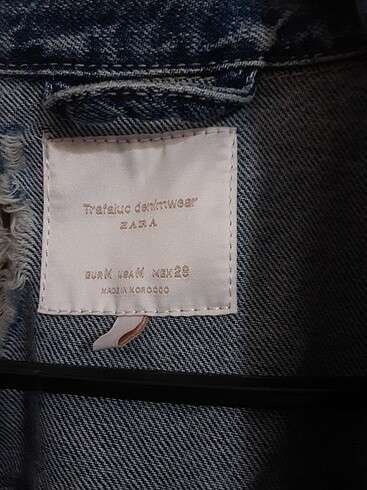 Trafaluc denimwear
ZARA
EUR M USA M MEX 28
MADE IN MOROCCO